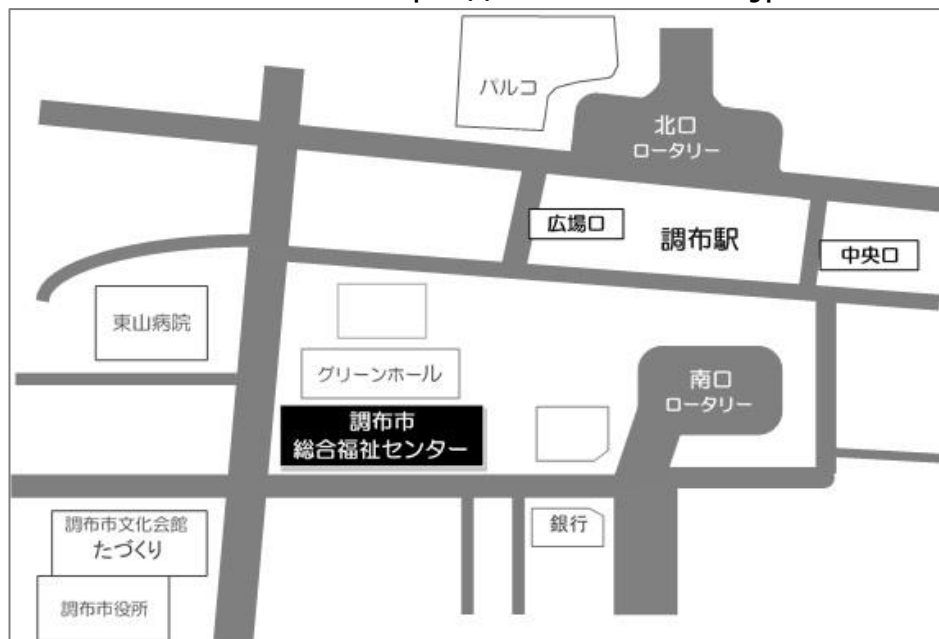 パルコ
北口
ロータリー
広場口
調布駅
中央口
東山病院
グリーンホール
南口
ロータリー
調布市
総合福祉センター
調布市文化会館
たづくり
銀行
調布市役所